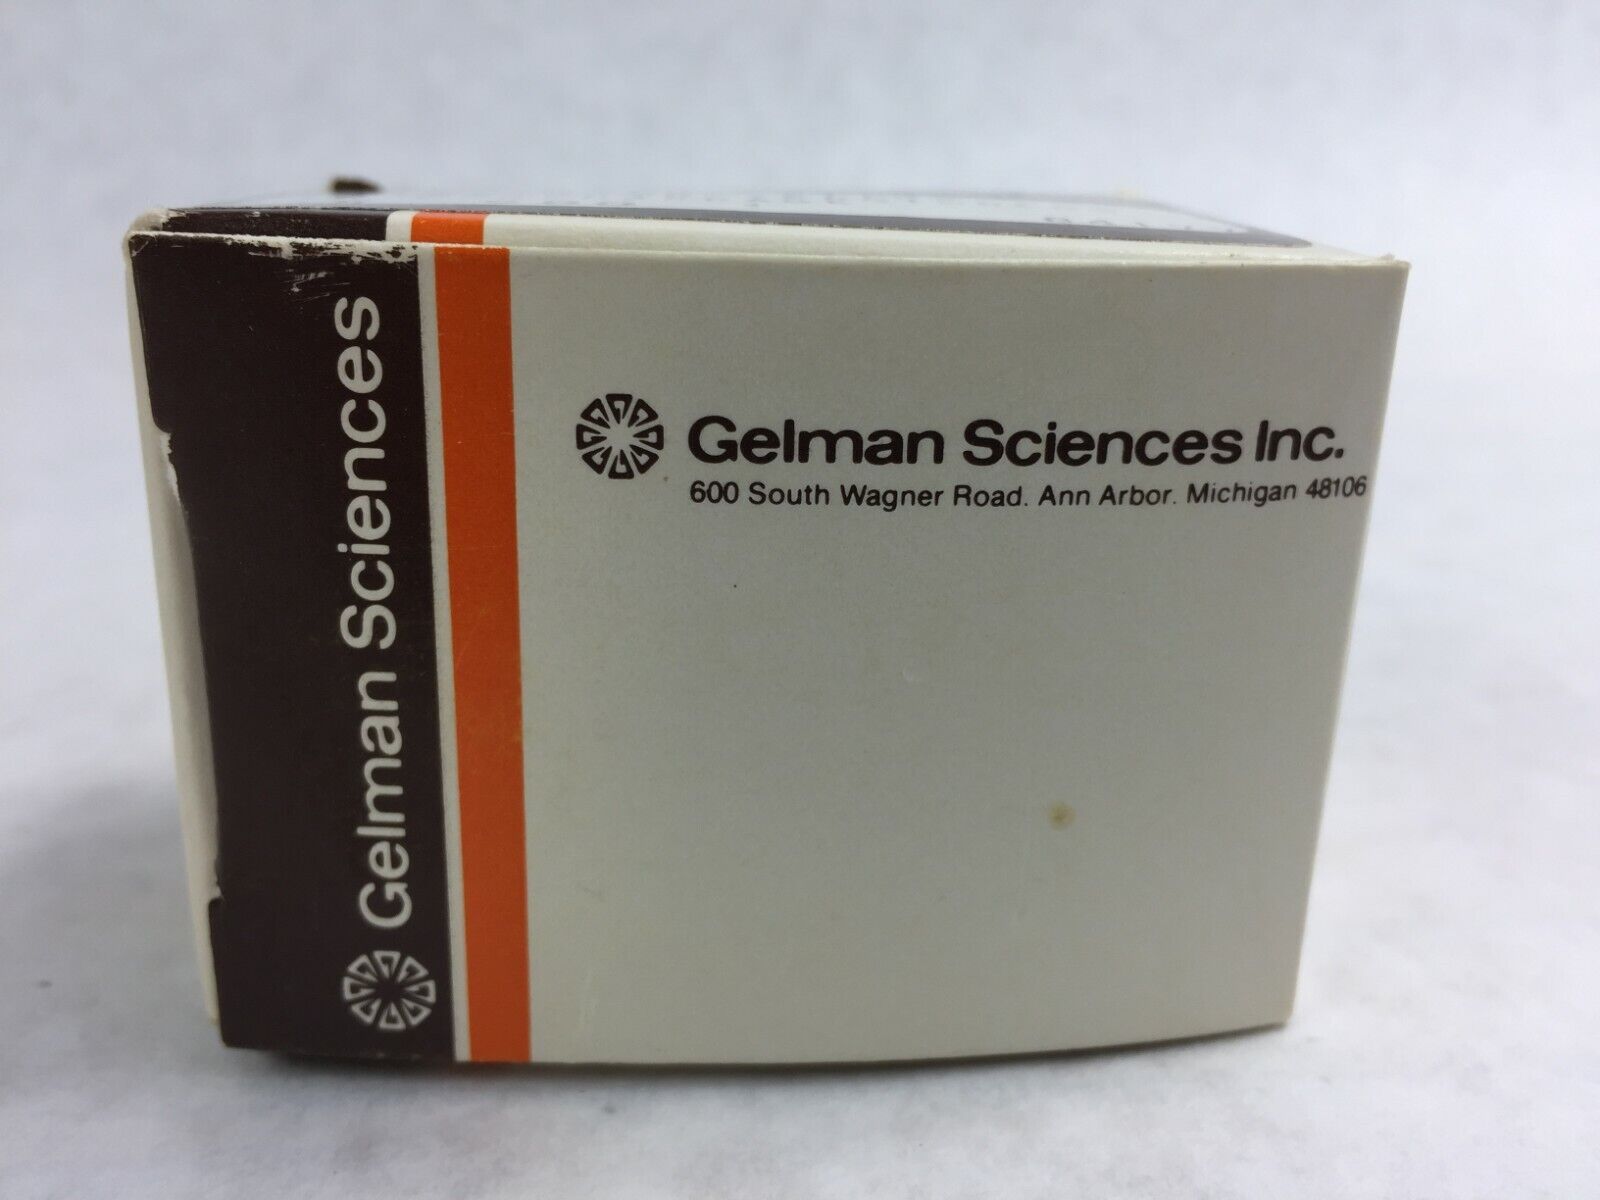 Gelman Sciences
Gelman Sciences Inc.
600 South Wagner Road. Ann Arbor. Michigan 48106